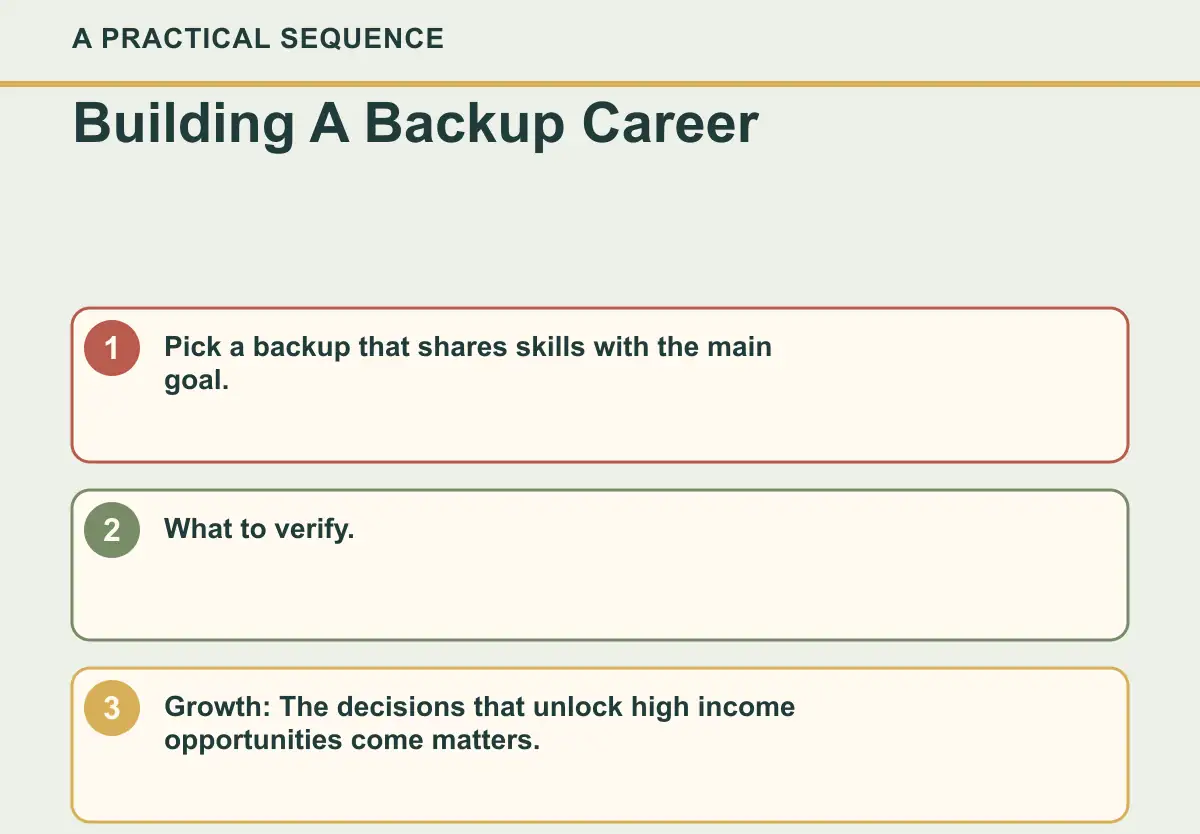 A PRACTICAL SEQUENCE
Building A Backup Career
1
Pick a backup that shares skills with the main
goal.
2
What to verify.
3
Growth: The decisions that unlock high income
opportunities come matters.